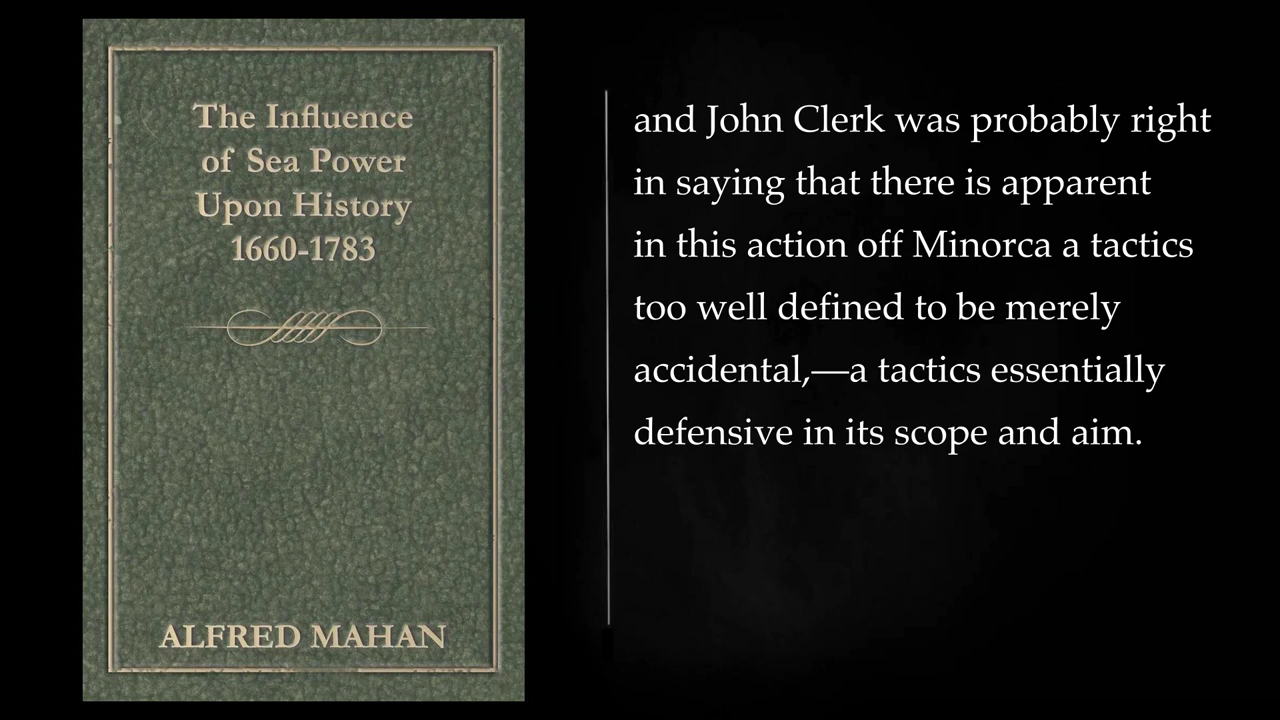 The Influence
of Sea Power
Upon History
1660-1783
ALFRED MAHAN
and John Clerk was probably right
in saying that there is apparent
in this action off Minorca a tactics
too well defined to be merely
accidental,—a tactics essentially
defensive in its scope and aim.